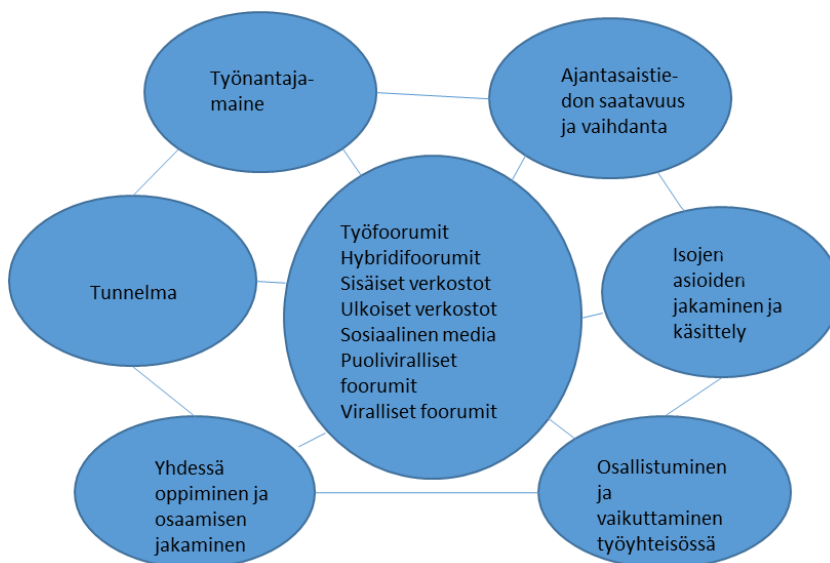 Työnantaja-
maine
Ajantasaistie-
don saatavuus
ja vaihdanta
Työfoorumit
Hybridifoorumit
Sisäiset verkostot
Ulkoiset verkostot
Sosiaalinen media
Puoliviralliset
foorumit
Viralliset foorumit
Tunnelma
Isojen
asioiden
jakaminen ja
käsittely
Yhdessä
oppiminen ja
osaamisen
jakaminen
Osallistuminen
ja
vaikuttaminen
työyhteisössä